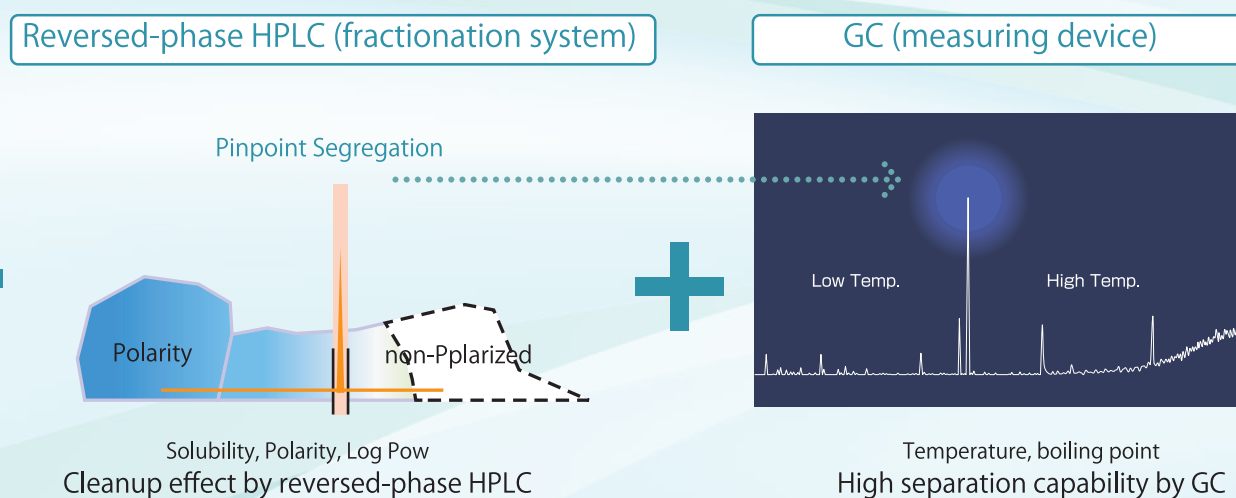 Reversed-phase HPLC (fractionation system)
Pinpoint Segregation
Polarity
non-Pplarized
Solubility, Polarity, Log Pow
Cleanup effect by reversed-phase HPLC
GC (measuring device)
Low Temp.
High Temp.
Temperature, boiling point
High separation capability by GC